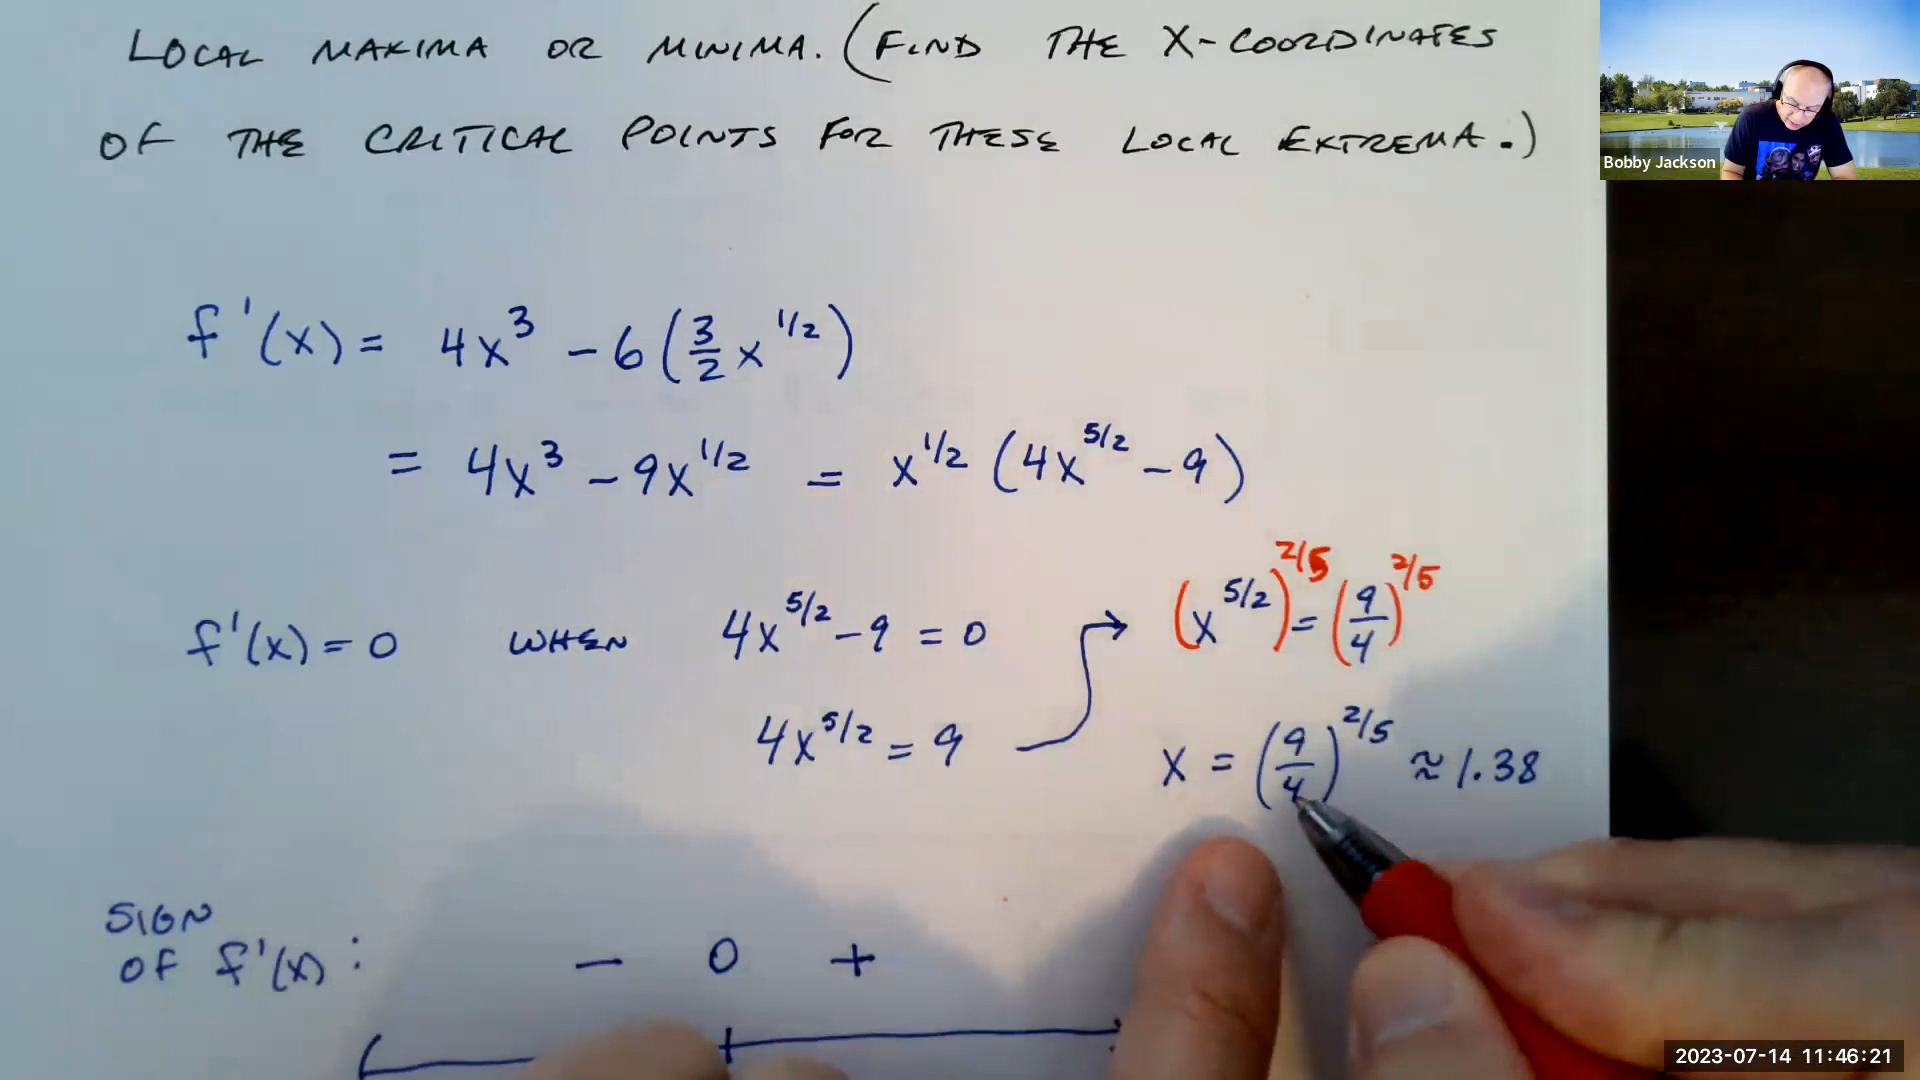 LOCAL MAXIMA OR MINIMA. (FIND THE X-COORDINATES
OF THE CRITICAL POINTS FOR THESE LOCAL EXTREMA.)
Bobby Jackson
f'(x) = 4x^3 - 6(3/2 x^1/2)
= 4x^3 - 9x^1/2 = x^1/2 (4x^5/2 - 9)
f'(x) = 0 WHEN 4x^5/2 - 9 = 0
4x^5/2 = 9
(x^5/2)^2/5 = (9/4)^2/5
x = (9/4)^2/5 ≈ 1.38
SIGN
OF f'(x) : - 0 +
2023-07-14 11:46:21